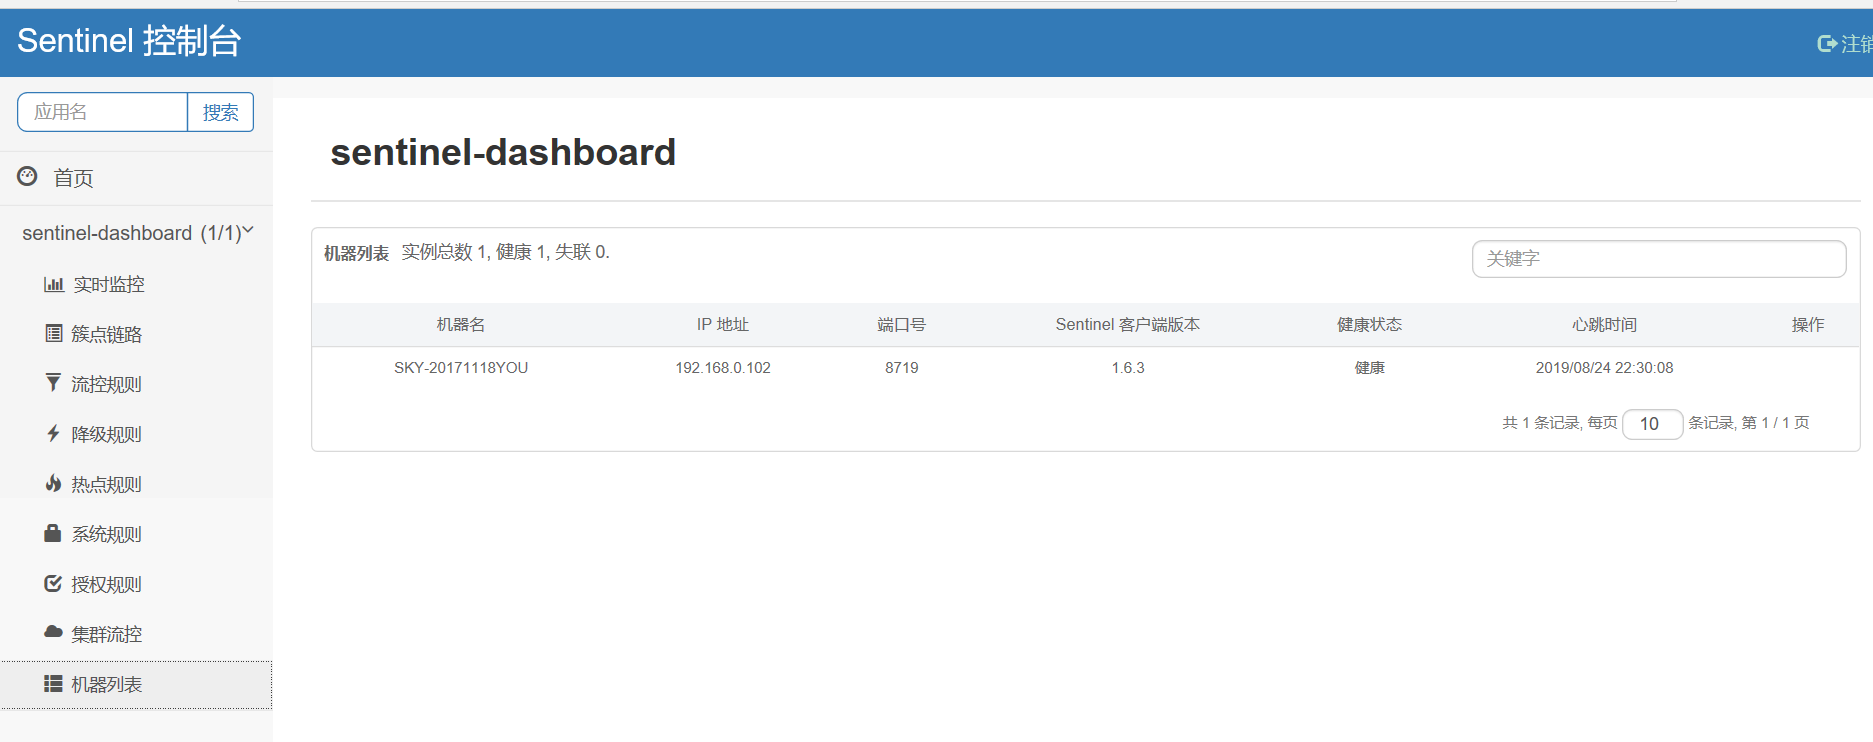 Sentinel 控制台
注销
应用名
搜索
首页
sentinel-dashboard (1/1)
实时监控
簇点链路
流控规则
降级规则
热点规则
系统规则
授权规则
集群流控
机器列表
sentinel-dashboard
机器列表 实例总数 1, 健康 1, 失联 0.
关键字
机器名 IP 地址 端口号 Sentinel 客户端版本 健康状态 心跳时间 操作
SKY-20171118YOU 192.168.0.102 8719 1.6.3 健康 2019/08/24 22:30:08
共 1 条记录, 每页 10 条记录, 第 1 / 1 页